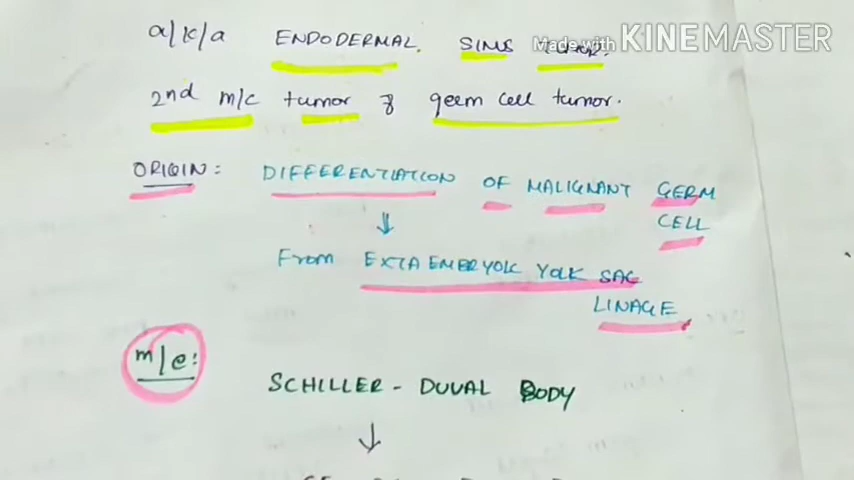 a/k/a ENDODERMAL SINUS
Made with KINEMASTER
2nd m/c tumor of germ cell tumor.
ORIGIN: DIFFERENTIATION OF MALIGNANT GERM
CELL
↓
From EXTAEMBRYOLK YOLK SAC
LINAGE
m/e:
SCHILLER - DUVAL BODY
↓